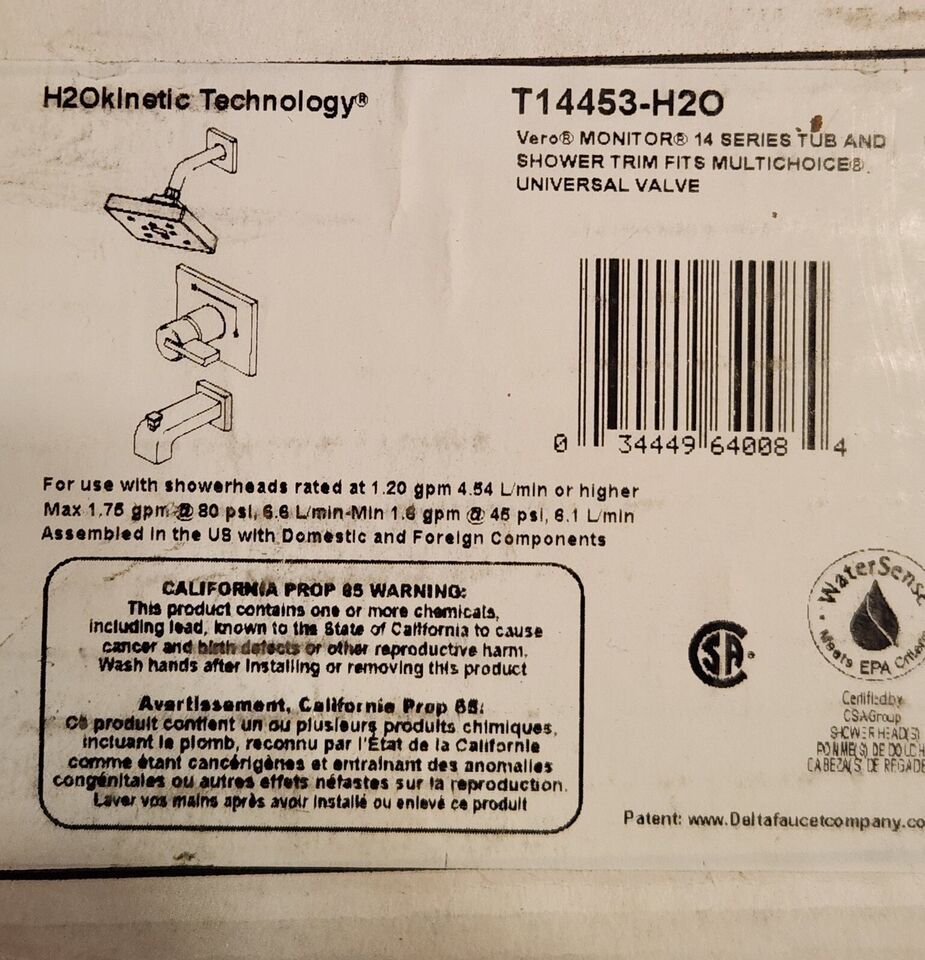 H2Okinetic Technology®
T14453-H2O
Vero® MONITOR® 14 SERIES TUB AND
SHOWER TRIM FITS MULTICHOICE®
UNIVERSAL VALVE
0 34449 64008 4
For use with showerheads rated at 1.20 gpm 4.54 L/min or higher
Max 1.75 gpm @ 80 psi, 6.6 L/min-Min 1.6 gpm @ 45 psi, 6.1 L/min
Assembled in the US with Domestic and Foreign Components
CALIFORNIA PROP 65 WARNING:
This product contains one or more chemicals,
including lead, known to the State of California to cause
cancer and birth defects or other reproductive harm.
Wash hands after installing or removing this product
Avertissement, Californie Prop 65:
Ce produit contient un ou plusieurs produits chimiques,
incluant le plomb, reconnu par l'État de la Californie
comme étant cancérigènes et entraînant des anomalies
congénitales ou autres effets néfastes sur la reproduction.
Laver vos mains après avoir installé ou enlevé ce produit
CSA®
WaterSense
Meets EPA Criteri
Certified by
CSA Group
SHOWERHEAD(S)
POMME(S) DE DOUCH
CABEZA(S) DE REGADE
Patent: www.Deltafaucetcompany.co